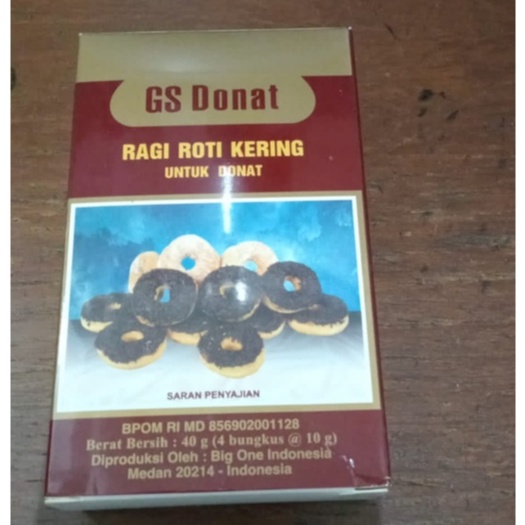 GS Donat
RAGI ROTI KERING
UNTUK DONAT
SARAN PENYAJIAN
BPOM RI MD 856902001128
Berat Bersih : 40 g (4 bungkus @ 10 g)
Diproduksi Oleh : Big One Indonesia
Medan 20214 - Indonesia